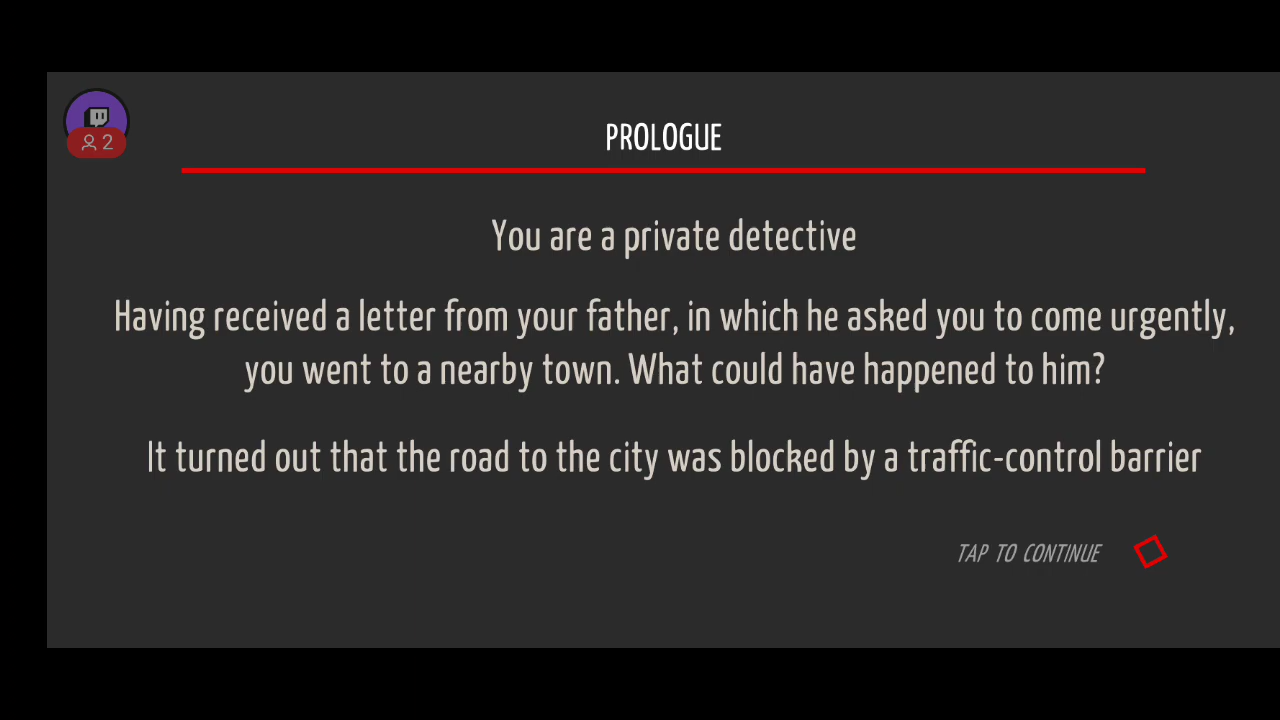 2
PROLOGUE
You are a private detective
Having received a letter from your father, in which he asked you to come urgently,
you went to a nearby town. What could have happened to him?
It turned out that the road to the city was blocked by a traffic-control barrier
TAP TO CONTINUE